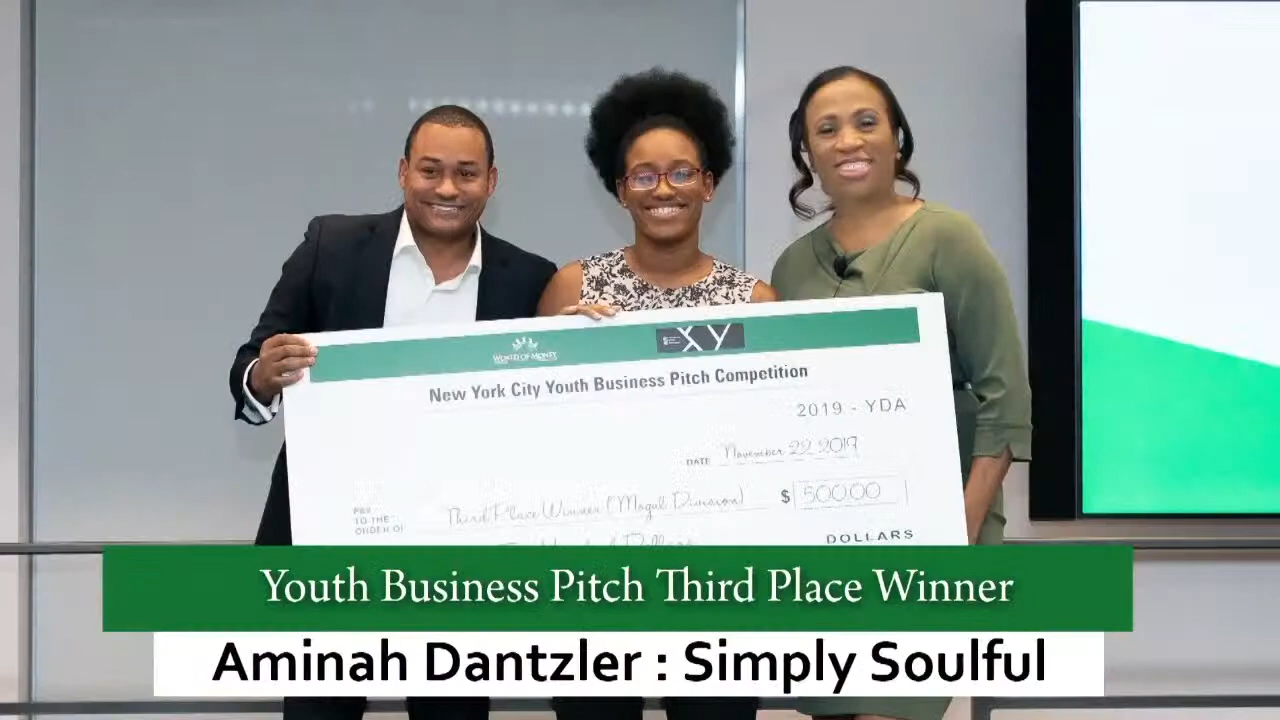 WORLD OF MONEY
XY
New York City Youth Business Pitch Competition
2019 - YDA
DATE November 22 2019
PAY
TO THE
ORDER OF
Third Place Winner (Mogul Division)
$ 500.00
DOLLARS
Youth Business Pitch Third Place Winner
Aminah Dantzler : Simply Soulful